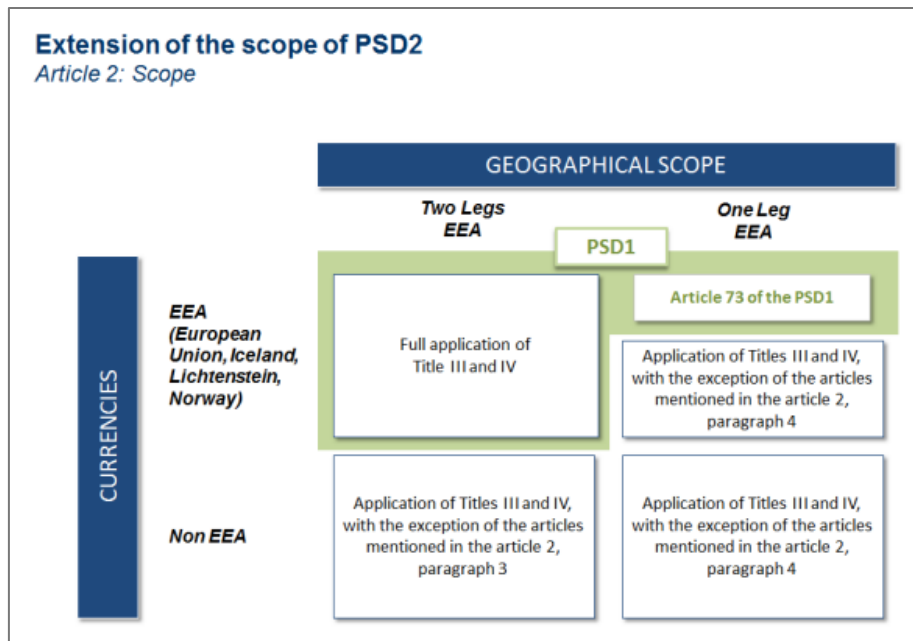 Extension of the scope of PSD2
Article 2: Scope
GEOGRAPHICAL SCOPE
Two Legs
EEA
One Leg
EEA
PSD1
CURRENCIES
EEA
(European
Union, Iceland,
Lichtenstein,
Norway)
Full application of
Title III and IV
Article 73 of the PSD1
Application of Titles III and IV,
with the exception of the articles
mentioned in the article 2,
paragraph 4
Non EEA
Application of Titles III and IV,
with the exception of the articles
mentioned in the article 2,
paragraph 3
Application of Titles III and IV,
with the exception of the articles
mentioned in the article 2,
paragraph 4